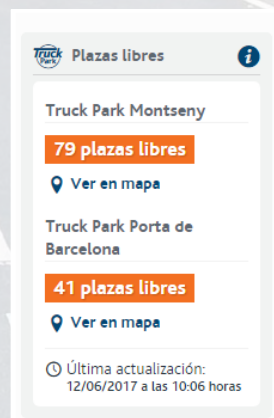 Truck Park
Plazas libres
i
Truck Park Montseny
79 plazas libres
Ver en mapa
Truck Park Porta de
Barcelona
41 plazas libres
Ver en mapa
Última actualización:
12/06/2017 a las 10:06 horas